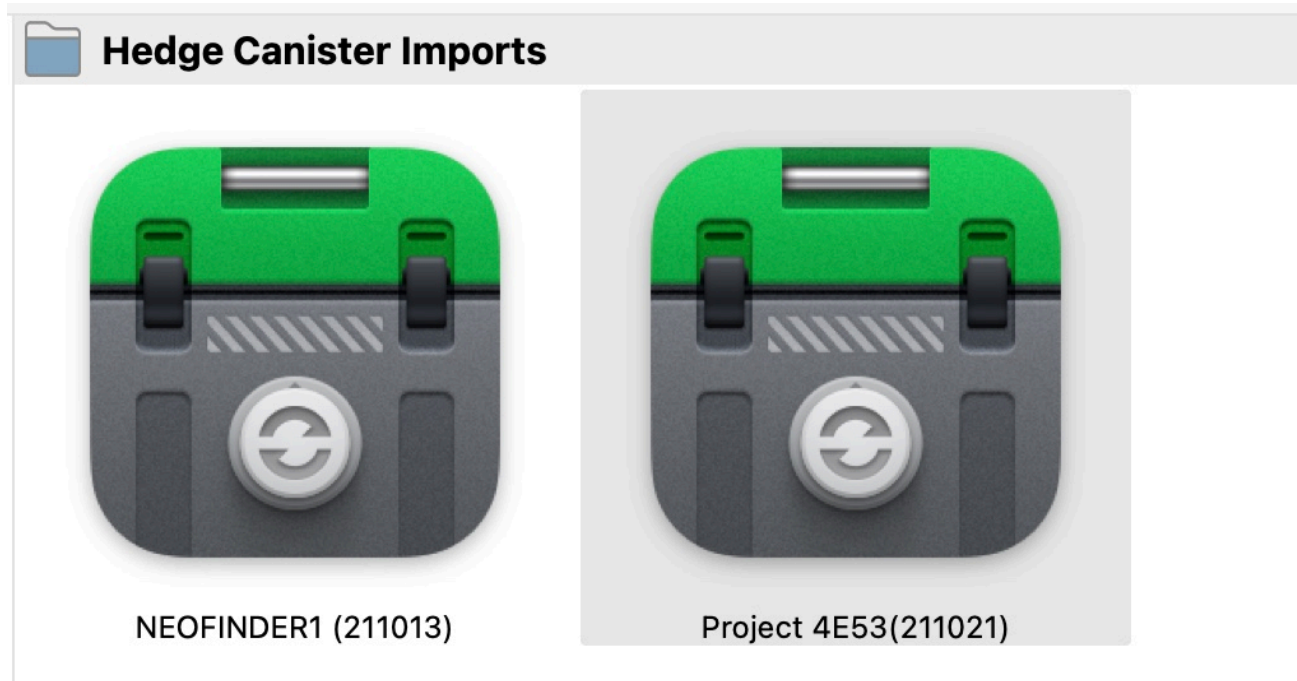 Hedge Canister Imports
NEOFINDER1 (211013)
Project 4E53(211021)